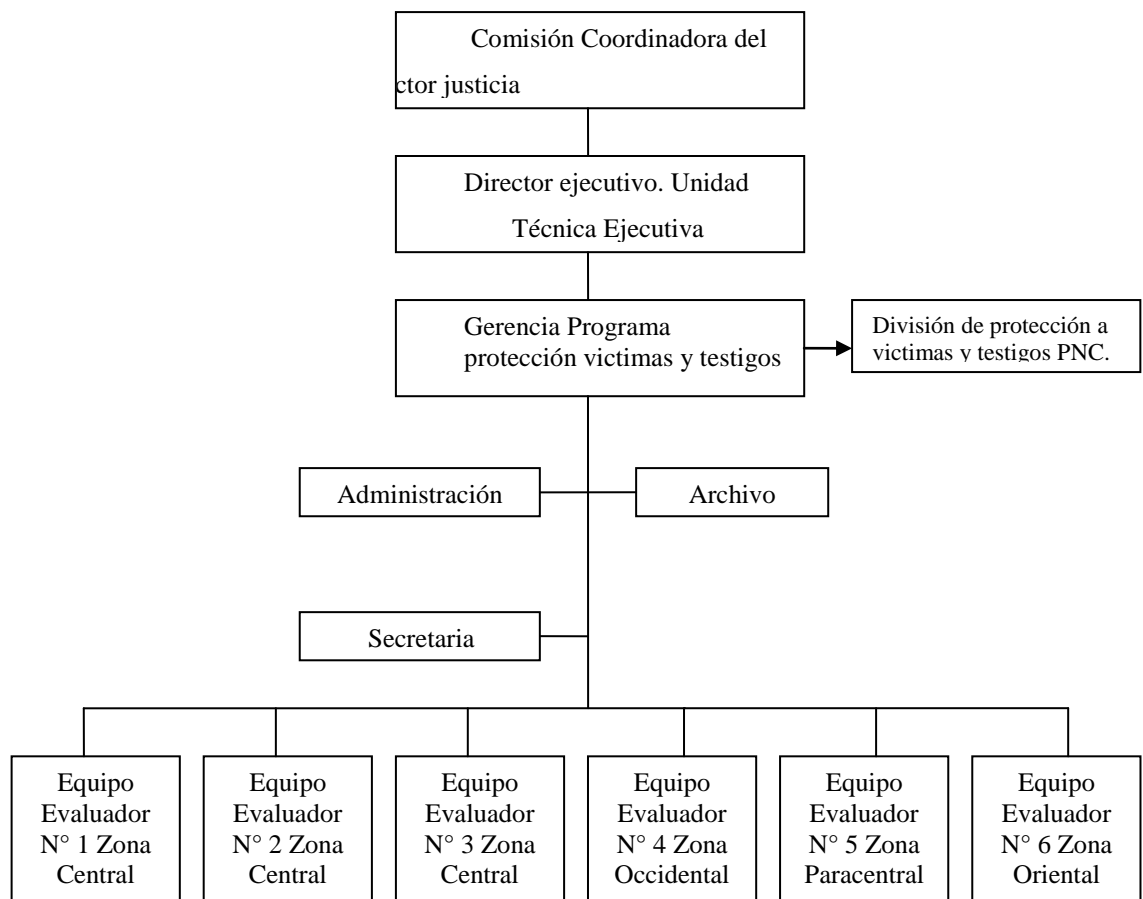 Comisión Coordinadora del
ctor justicia
Director ejecutivo. Unidad
Técnica Ejecutiva
Gerencia Programa
protección victimas y testigos
División de protección a
victimas y testigos PNC.
Administración
Archivo
Secretaria
Equipo
Evaluador
N° 1 Zona
Central
Equipo
Evaluador
N° 2 Zona
Central
Equipo
Evaluador
N° 3 Zona
Central
Equipo
Evaluador
N° 4 Zona
Occidental
Equipo
Evaluador
N° 5 Zona
Paracentral
Equipo
Evaluador
N° 6 Zona
Oriental